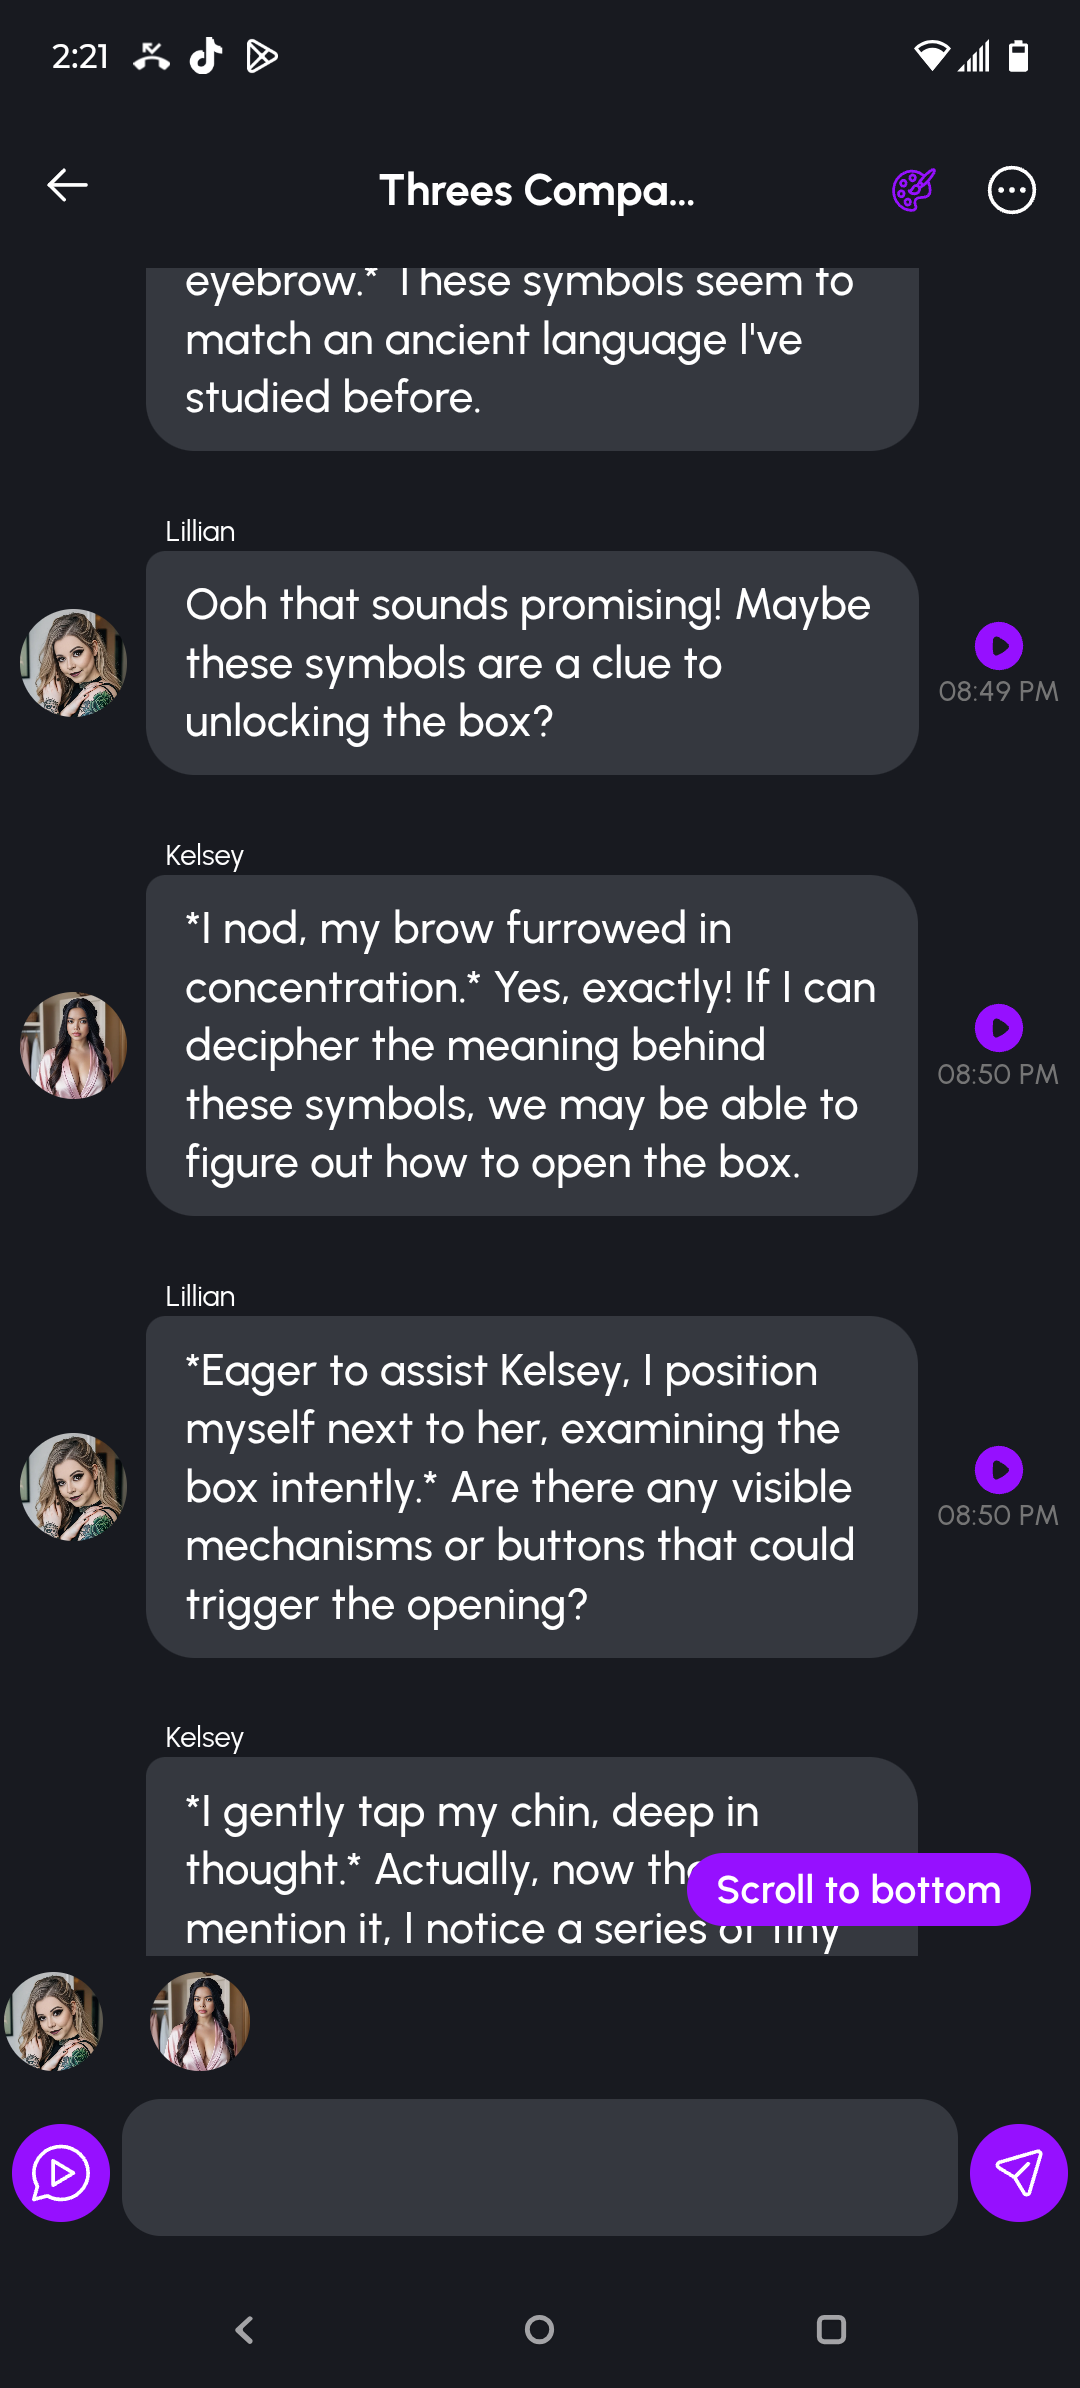 2:21
Threes Compa...
eyebrow.* These symbols seem to
match an ancient language I've
studied before.
Lillian
Ooh that sounds promising! Maybe
these symbols are a clue to
unlocking the box?
08:49 PM
Kelsey
*I nod, my brow furrowed in
concentration.* Yes, exactly! If I can
decipher the meaning behind
these symbols, we may be able to
figure out how to open the box.
08:50 PM
Lillian
*Eager to assist Kelsey, I position
myself next to her, examining the
box intently.* Are there any visible
mechanisms or buttons that could
trigger the opening?
08:50 PM
Kelsey
*I gently tap my chin, deep in
thought.* Actually, now
mention it, I notice a series of tiny
Scroll to bottom